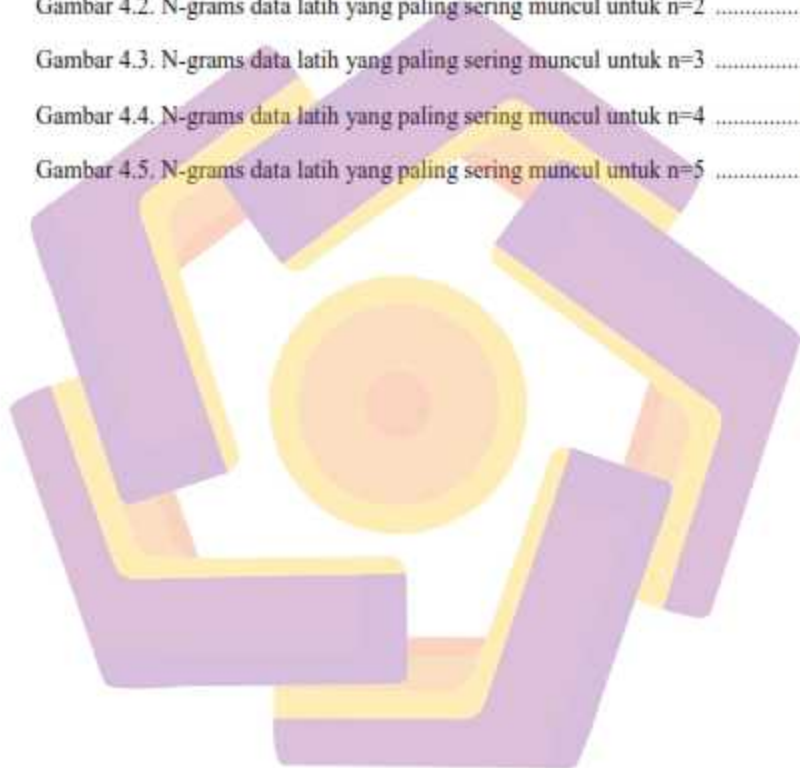 Gambar 4.2. N-grams data latih yang paling sering muncul untuk n=2 ..............
Gambar 4.3. N-grams data latih yang paling sering muncul untuk n=3 ..............
Gambar 4.4. N-grams data latih yang paling sering muncul untuk n=4 ..............
Gambar 4.5. N-grams data latih yang paling sering muncul untuk n=5 ..............